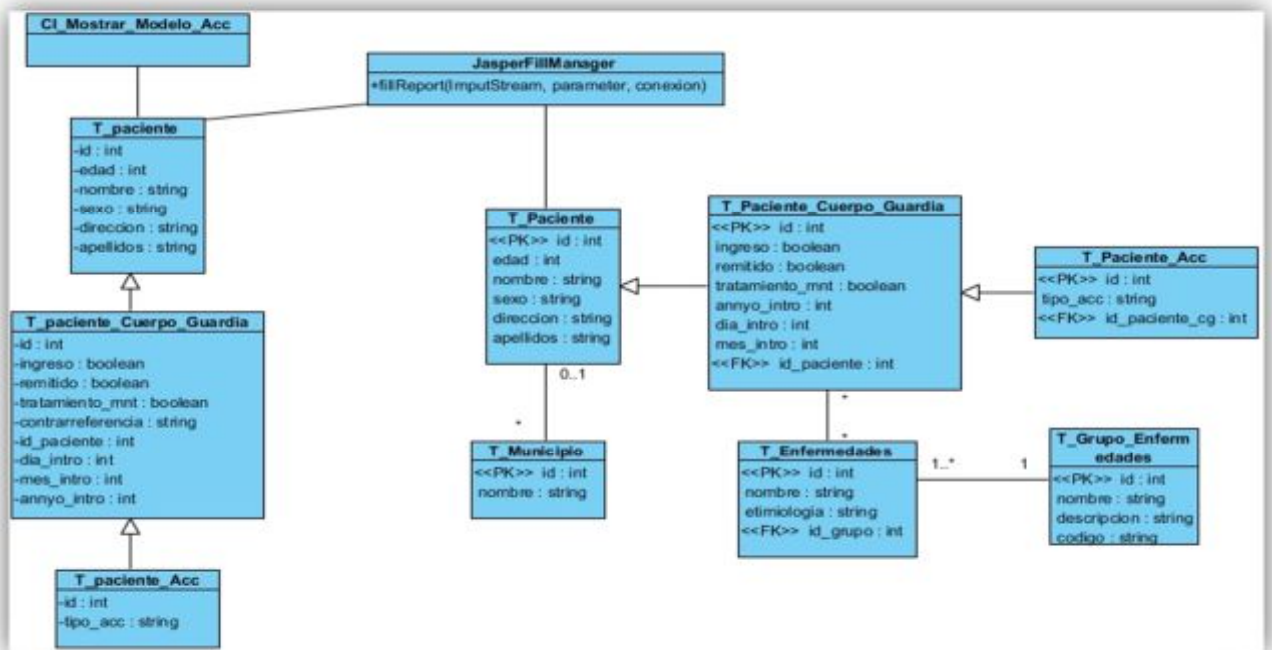 CI_Mostrar_Modelo_Acc
JasperFillManager
+fillReport(ImputStream, parameter, conexion)
T_paciente
-id : int
-edad : int
-nombre : string
-sexo : string
-direccion : string
-apellidos : string
T_paciente_Cuerpo_Guardia
-id : int
-ingreso : boolean
-remitido : boolean
-tratamiento_mnt : boolean
-contrarreferencia : string
-id_paciente : int
-dia_intro : int
-mes_intro : int
-annyo_intro : int
T_paciente_Acc
-id : int
-tipo_acc : string
T_Paciente
<<PK>> id : int
edad : int
nombre : string
sexo : string
direccion : string
apellidos : string
0..1
*
T_Municipio
<<PK>> id : int
nombre : string
T_Paciente_Cuerpo_Guardia
<<PK>> id : int
ingreso : boolean
remitido : boolean
tratamiento_mnt : boolean
annyo_intro : int
dia_intro : int
mes_intro : int
<<FK>> id_paciente : int
*
*
T_Enfermedades
<<PK>> id : int
nombre : string
etimiologia : string
<<FK>> id_grupo : int
1..*
1
T_Paciente_Acc
<<PK>> id : int
tipo_acc : string
<<FK>> id_paciente_cg : int
T_Grupo_Enferm
edades
<<PK>> id : int
nombre : string
descripcion : string
codigo : string